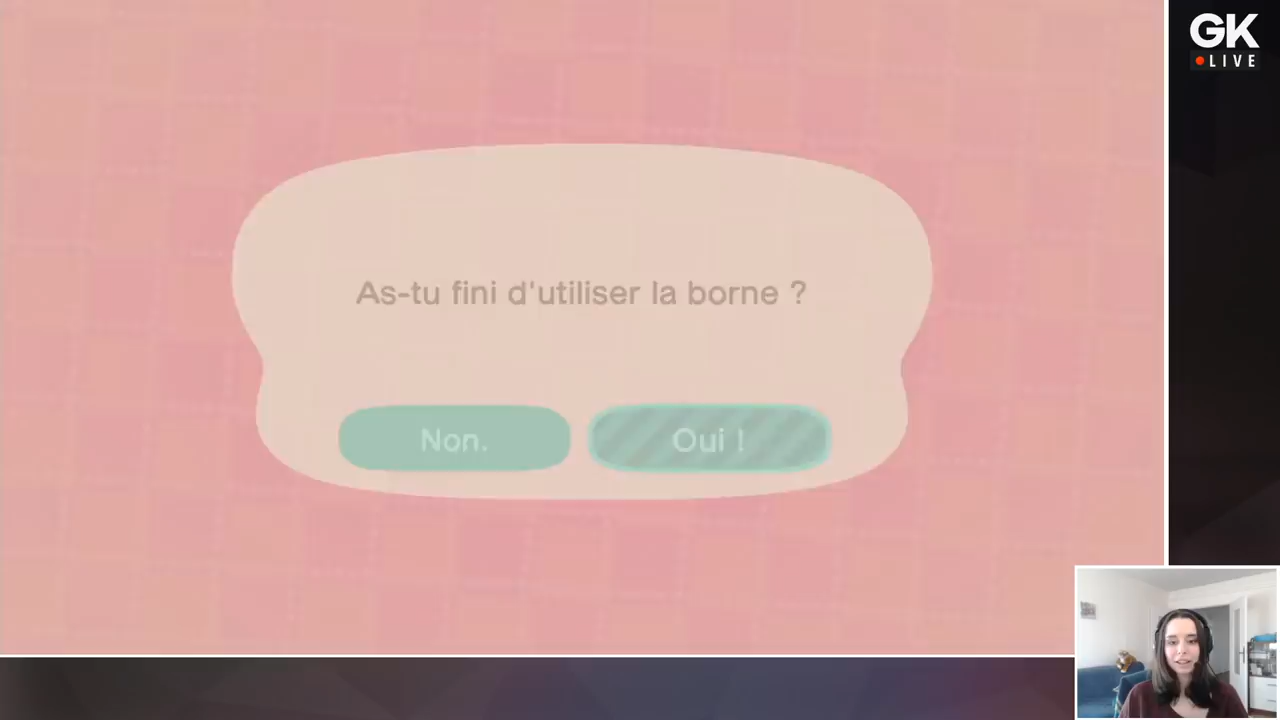 GK
LIVE
As-tu fini d'utiliser la borne ?
Non.
Oui !